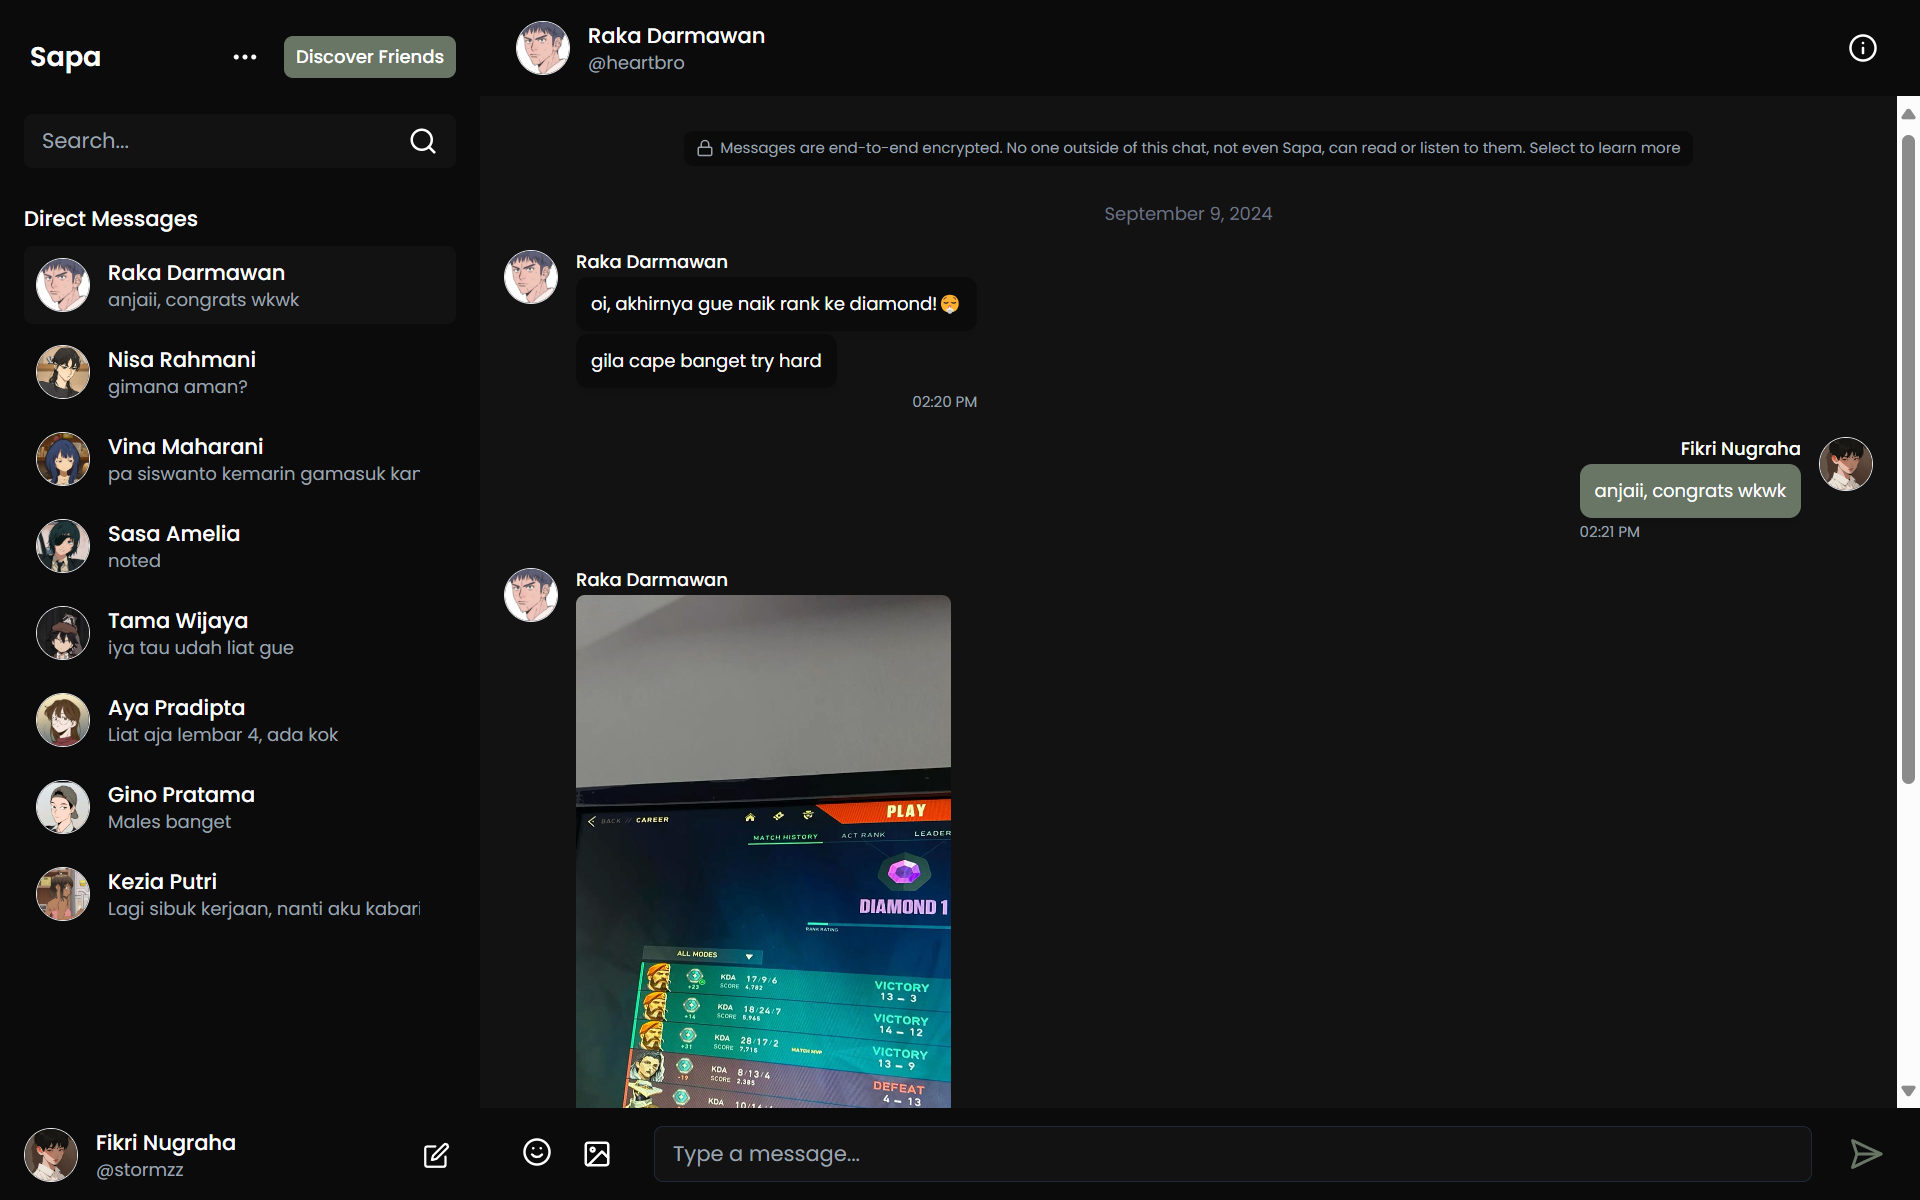 Sapa
Discover Friends
Search...
Direct Messages
Raka Darmawan
anjaii, congrats wkwk
Nisa Rahmani
gimana aman?
Vina Maharani
pa siswanto kemarin gamasuk kan
Sasa Amelia
noted
Tama Wijaya
iya tau udah liat gue
Aya Pradipta
Liat aja lembar 4, ada kok
Gino Pratama
Males banget
Kezia Putri
Lagi sibuk kerjaan, nanti aku kabari
Fikri Nugraha
@stormzz
Raka Darmawan
@heartbro
Messages are end-to-end encrypted. No one outside of this chat, not even Sapa, can read or listen to them. Select to learn more
September 9, 2024
Raka Darmawan
oi, akhirnya gue naik rank ke diamond!
gila cape banget try hard
02:20 PM
Fikri Nugraha
anjaii, congrats wkwk
02:21 PM
Raka Darmawan
PLAY
BACK // CAREER
MATCH HISTORY ACT RANK LEADER
DIAMOND 1
RANK RATING
ALL MODES
+23 KDA 17/9/6 VICTORY
SCORE 4,782 13 – 3
+14 KDA 18/24/7 VICTORY
SCORE 5,965 14 – 12
+31 KDA 28/17/2 MATCH MVP VICTORY
SCORE 7,715 13 – 9
-19 KDA 8/13/4 DEFEAT
SCORE 2,385 4 – 13
KDA
Type a message...